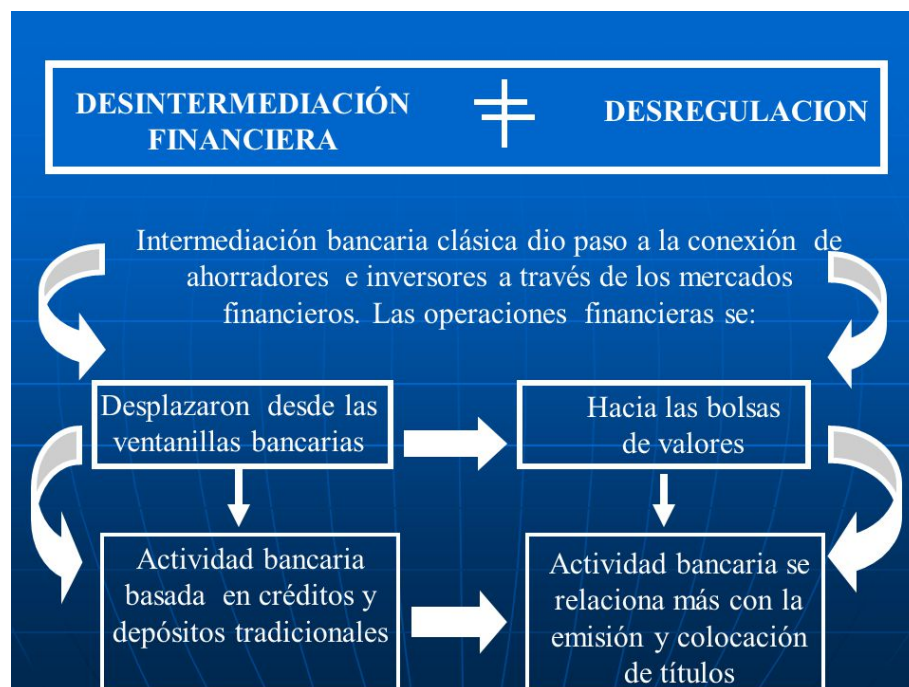 DESINTERMEDIACIÓN
FINANCIERA
≠
DESREGULACION
Intermediación bancaria clásica dio paso a la conexión de
ahorradores e inversores a través de los mercados
financieros. Las operaciones financieras se:
Desplazaron desde las
ventanillas bancarias
Hacia las bolsas
de valores
Actividad bancaria
basada en créditos y
depósitos tradicionales
Actividad bancaria se
relaciona más con la
emisión y colocación
de títulos